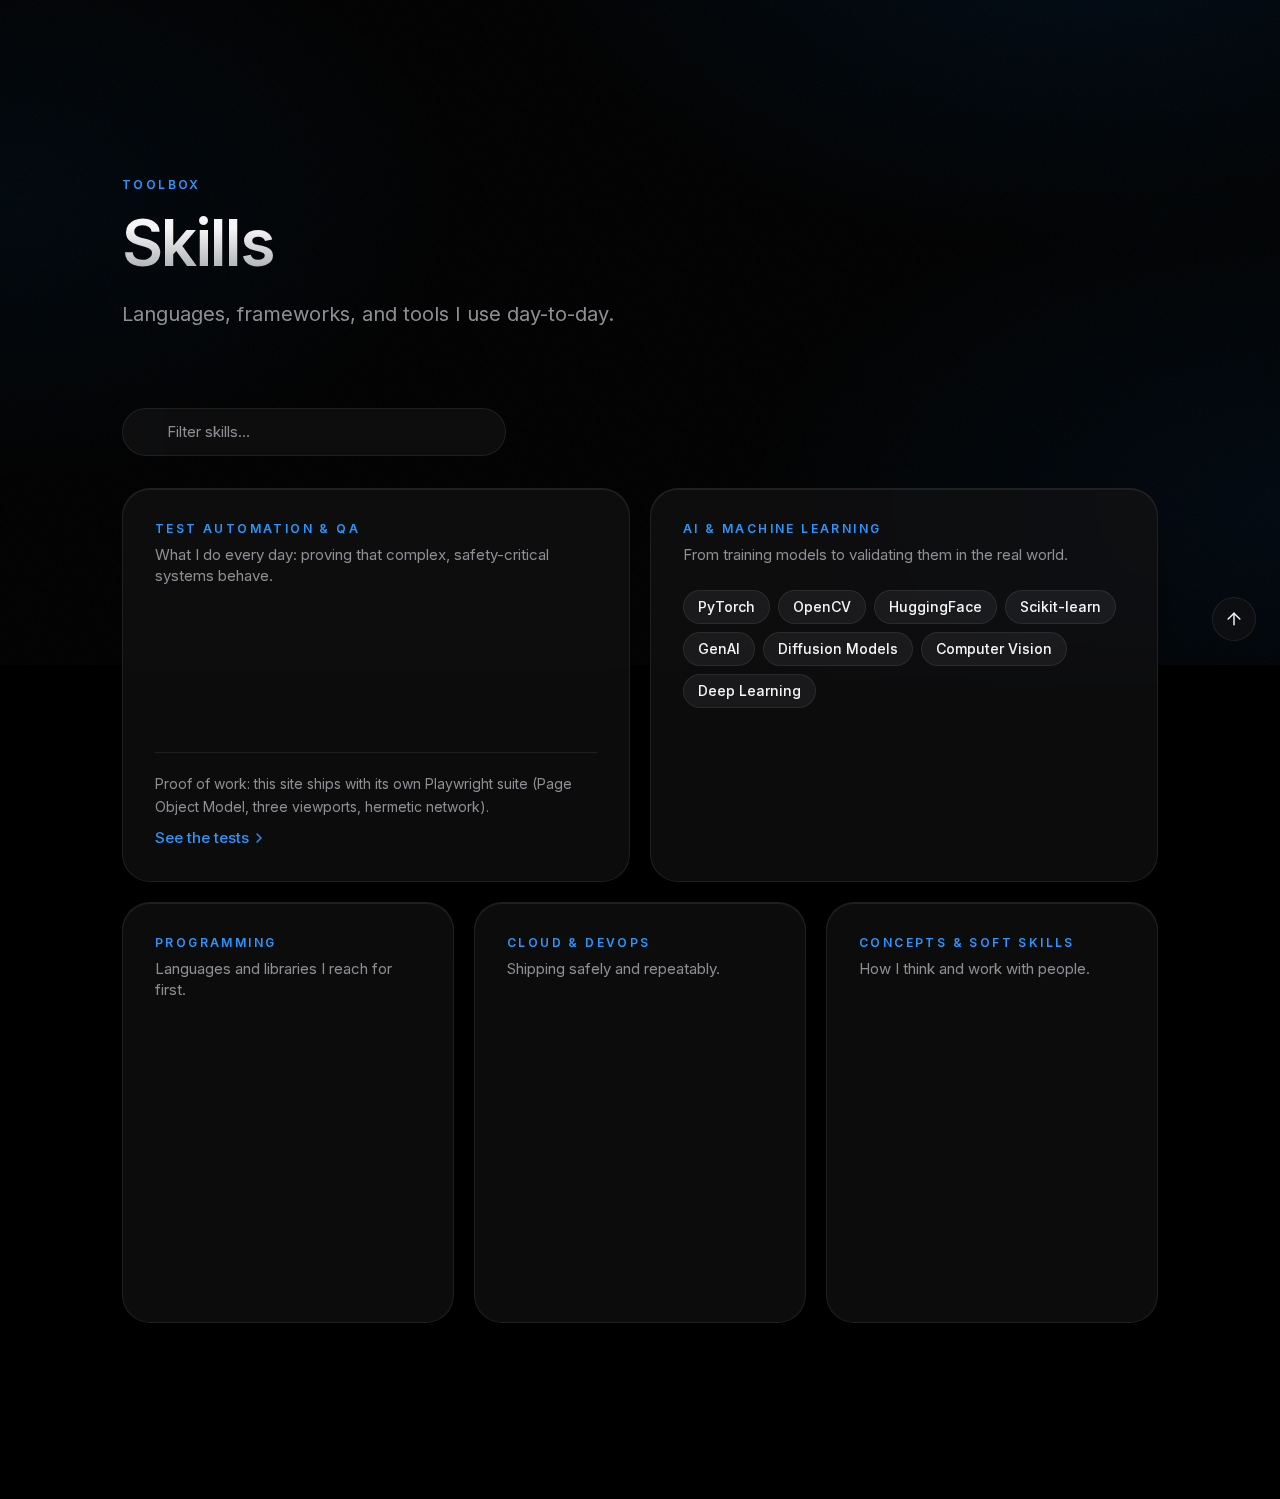 TOOLBOX
Skills
Languages, frameworks, and tools I use day-to-day.
Filter skills...
TEST AUTOMATION & QA
What I do every day: proving that complex, safety-critical
systems behave.
Proof of work: this site ships with its own Playwright suite (Page
Object Model, three viewports, hermetic network).
See the tests
AI & MACHINE LEARNING
From training models to validating them in the real world.
PyTorch
OpenCV
HuggingFace
Scikit-learn
GenAI
Diffusion Models
Computer Vision
Deep Learning
PROGRAMMING
Languages and libraries I reach for
first.
CLOUD & DEVOPS
Shipping safely and repeatably.
CONCEPTS & SOFT SKILLS
How I think and work with people.